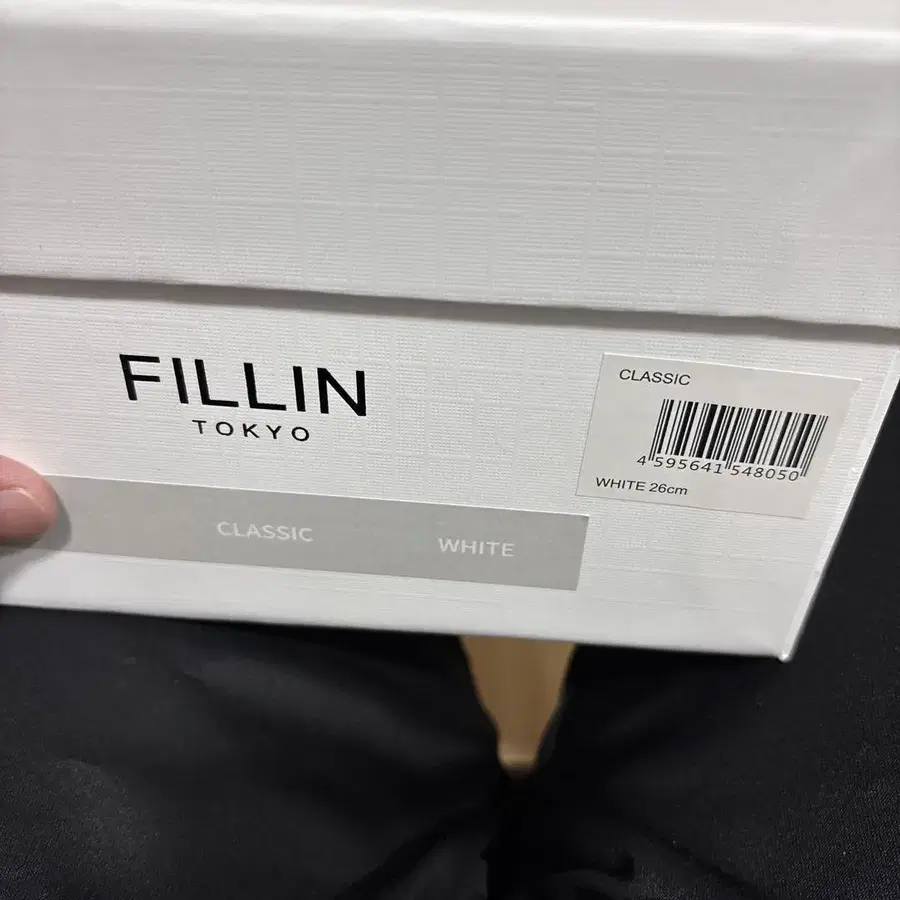 FILLIN
TOKYO
CLASSIC WHITE
CLASSIC
4 595641 548050
WHITE 26cm